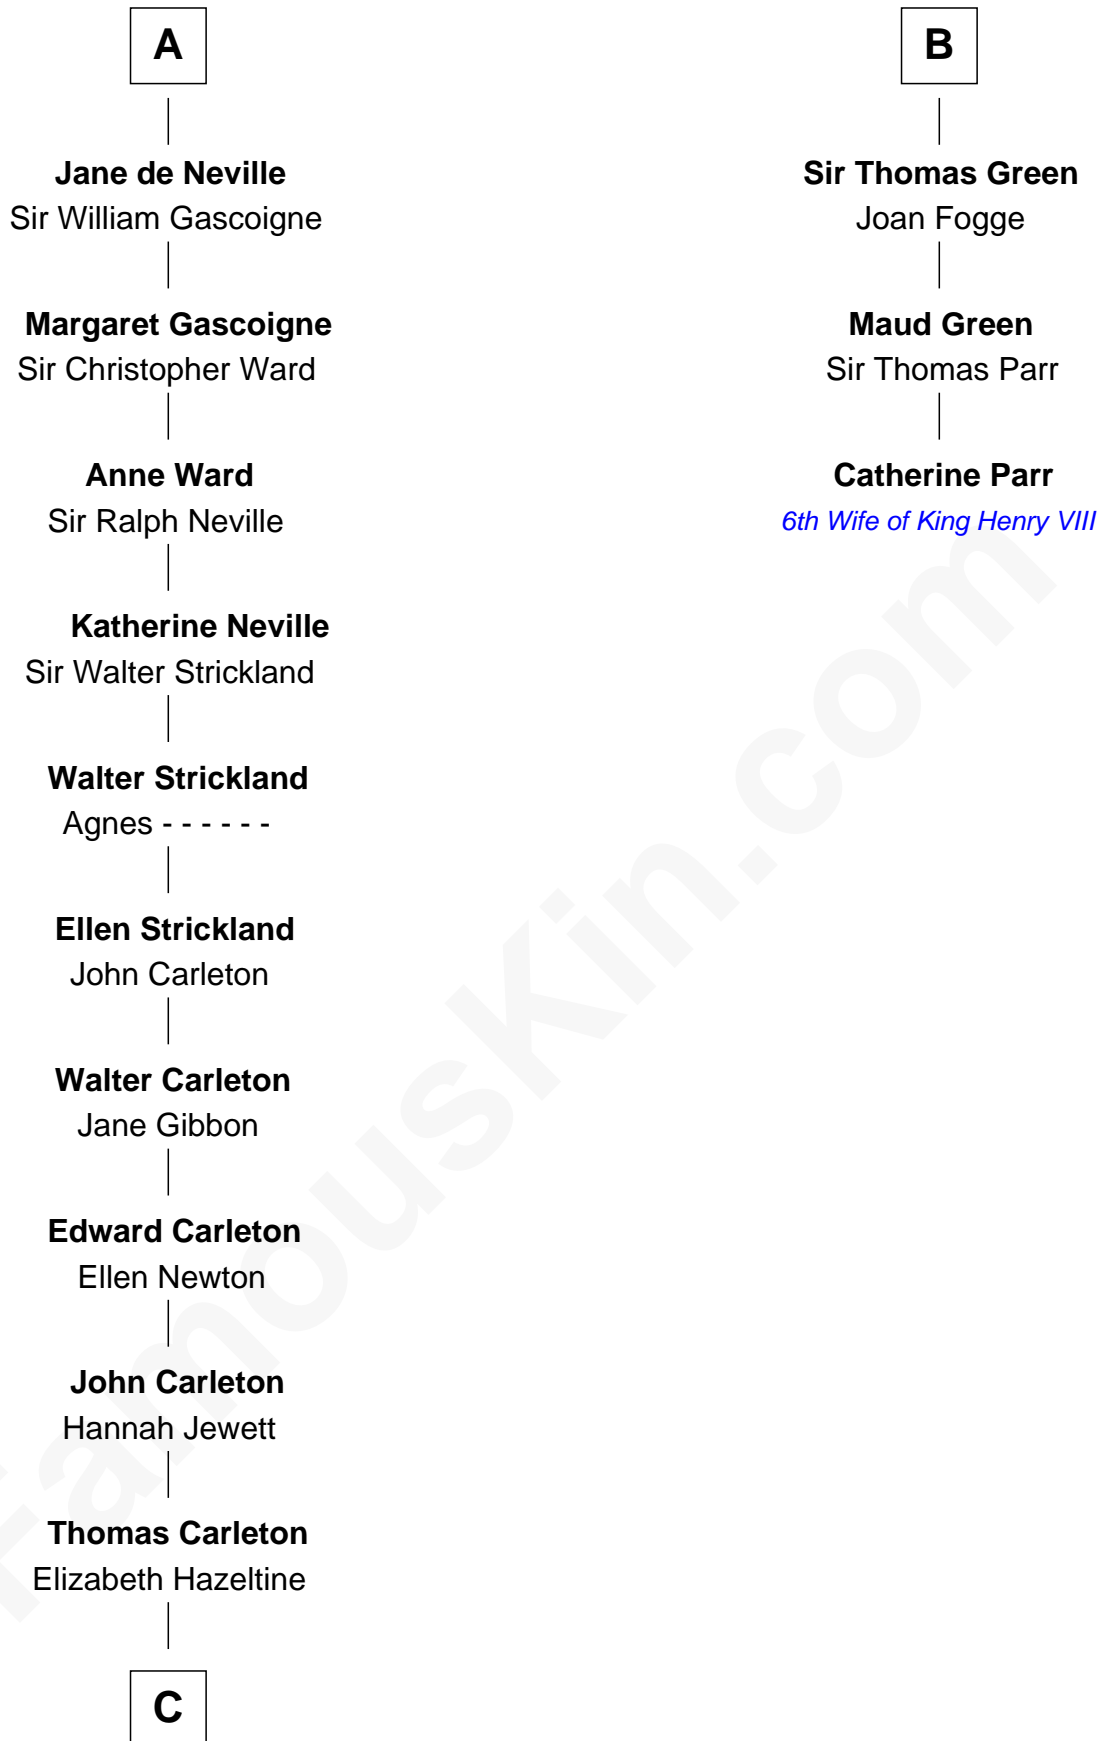 A
Jane de Neville
Sir William Gascoigne
Margaret Gascoigne
Sir Christopher Ward
Anne Ward
Sir Ralph Neville
Katherine Neville
Sir Walter Strickland
Walter Strickland
Agnes - - - - - -
Ellen Strickland
John Carleton
Walter Carleton
Jane Gibbon
Edward Carleton
Ellen Newton
John Carleton
Hannah Jewett
Thomas Carleton
Elizabeth Hazeltine
C
B
Sir Thomas Green
Joan Fogge
Maud Green
Sir Thomas Parr
Catherine Parr
6th Wife of King Henry VIII
FamousKin.com